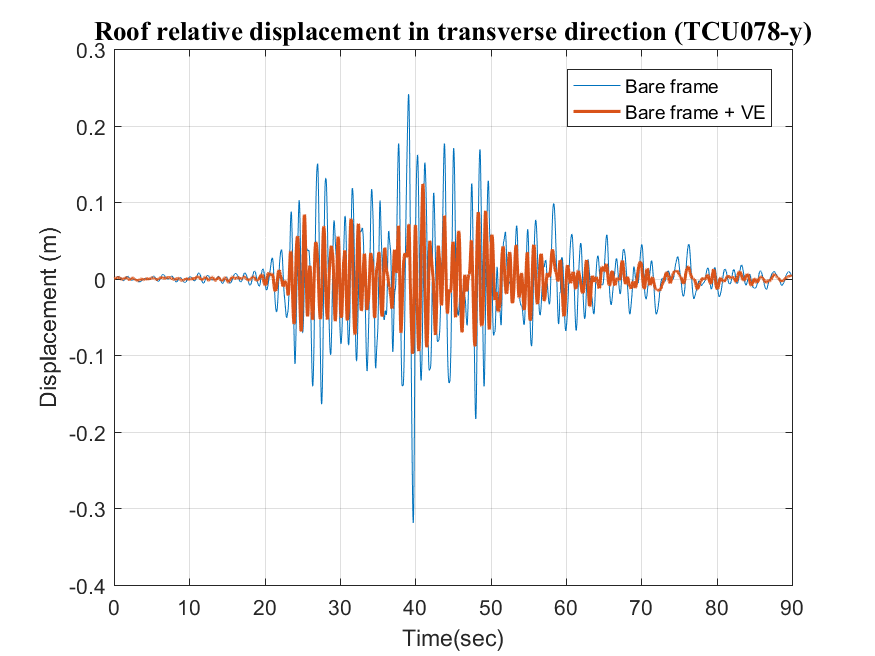 Roof relative displacement in transverse direction (TCU078-y)
Bare frame
Bare frame + VE
0.3
0.2
0.1
0
-0.1
-0.2
-0.3
-0.4
Displacement (m)
0 10 20 30 40 50 60 70 80 90
Time(sec)